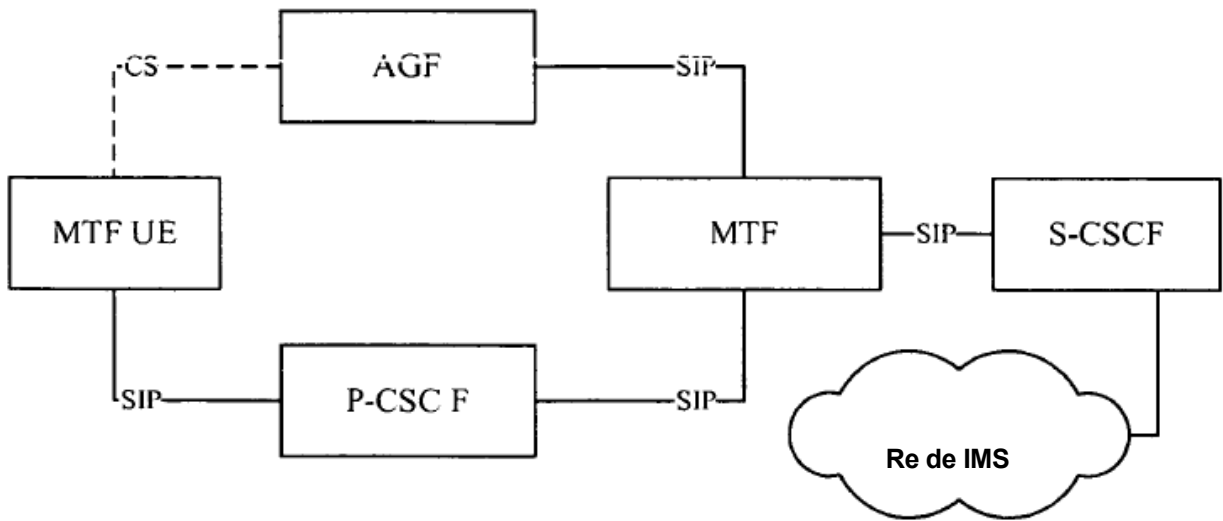 CS
AGF
SIP
MTF UE
MTF
SIP
S-CSCF
SIP
P-CSC F
SIP
Re de IMS